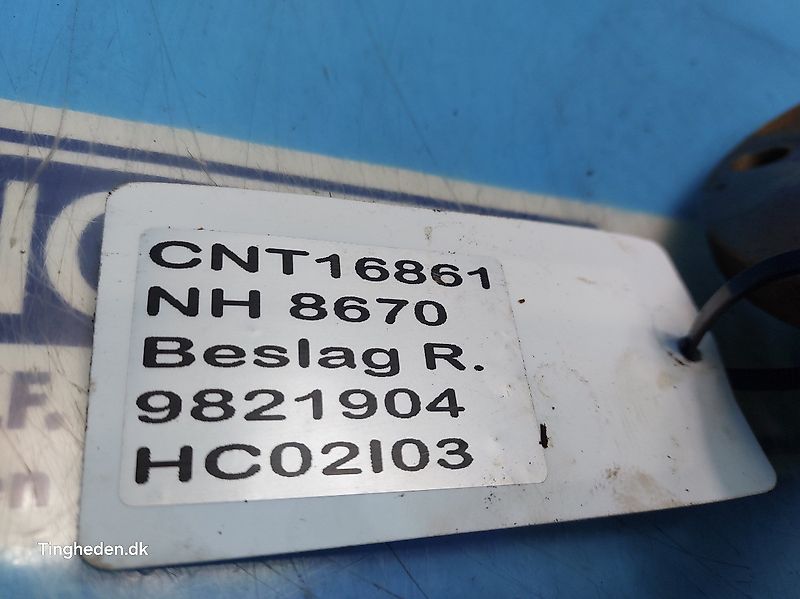 CNT16861
NH 8670
Beslag R.
9821904
HC02I03
.F.
Tingheden.dk